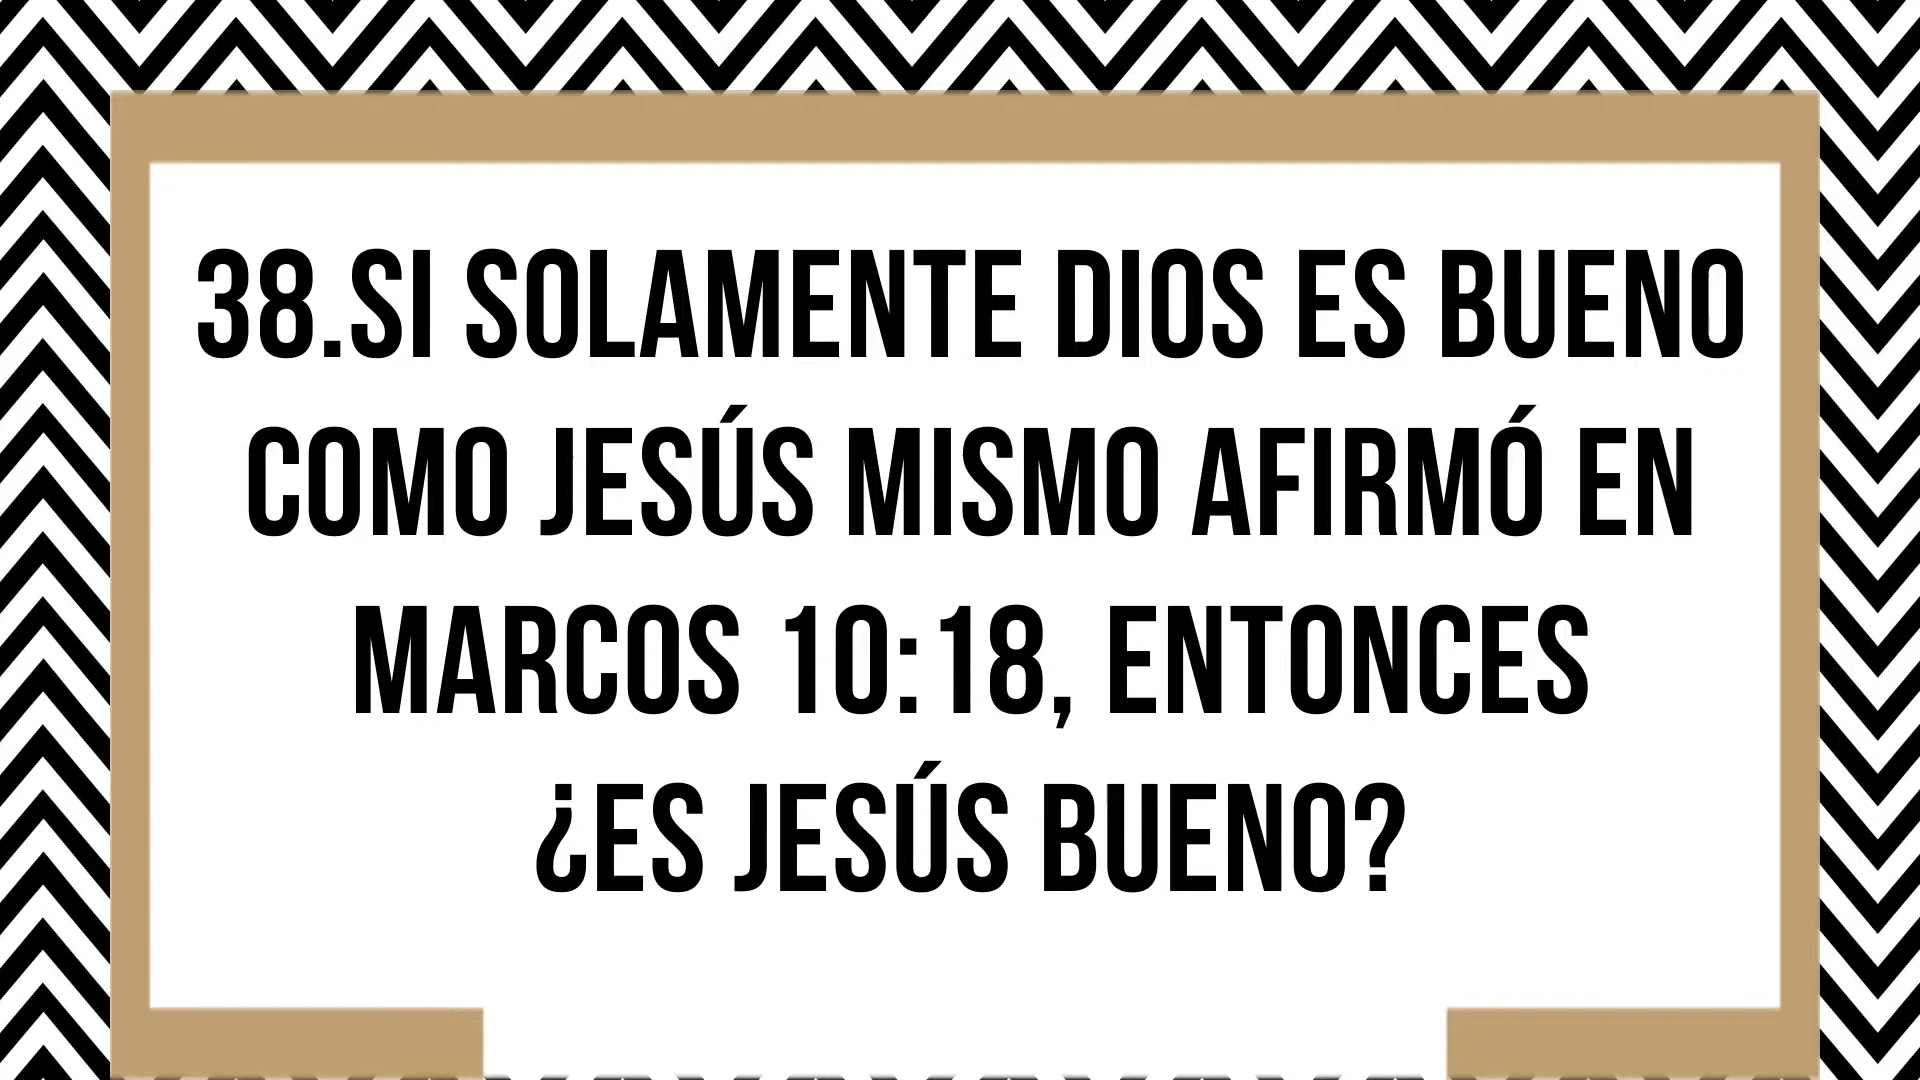 38.SI SOLAMENTE DIOS ES BUENO
COMO JESÚS MISMO AFIRMÓ EN
MARCOS 10:18, ENTONCES
¿ES JESÚS BUENO?